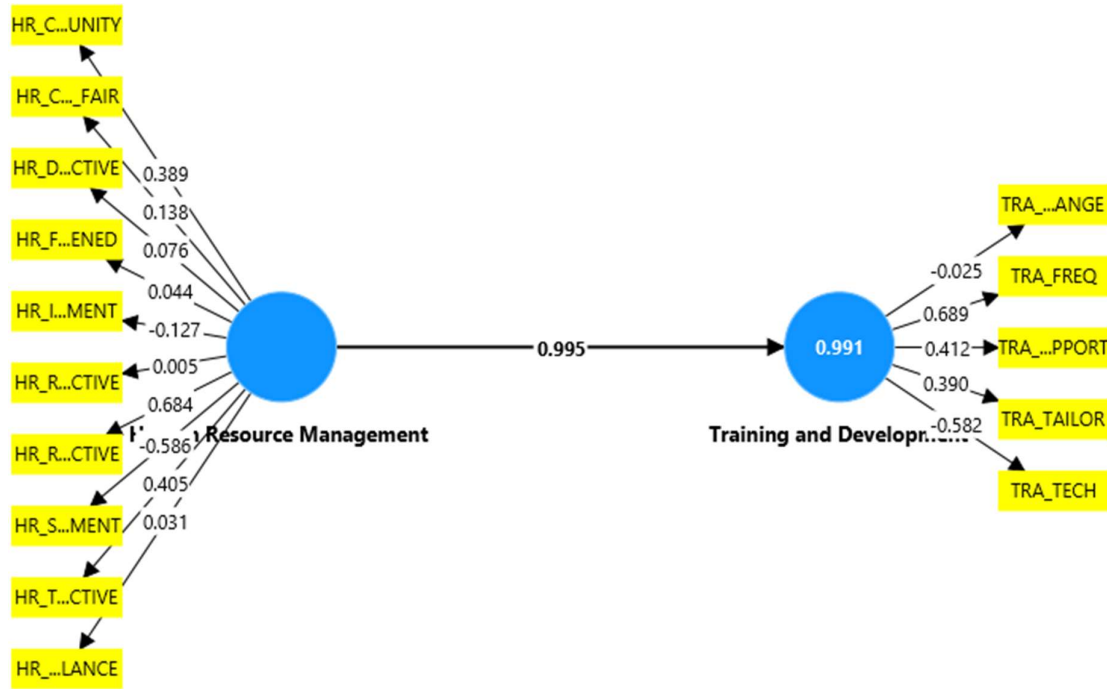 HR_C...UNITY
HR_C..._FAIR
HR_D...CTIVE
HR_F...ENED
HR_I...MENT
HR_R...CTIVE
HR_R...CTIVE
HR_S...MENT
HR_T...CTIVE
HR_...LANCE
0.389
0.138
0.076
0.044
-0.127
0.005
0.684
-0.586
0.405
0.031
Resource Management
0.995
0.991
Training and
-0.025
0.689
0.412
0.390
-0.582
TRA_...ANGE
TRA_FREQ
TRA_...PPORT
TRA_TAILOR
TRA_TECH